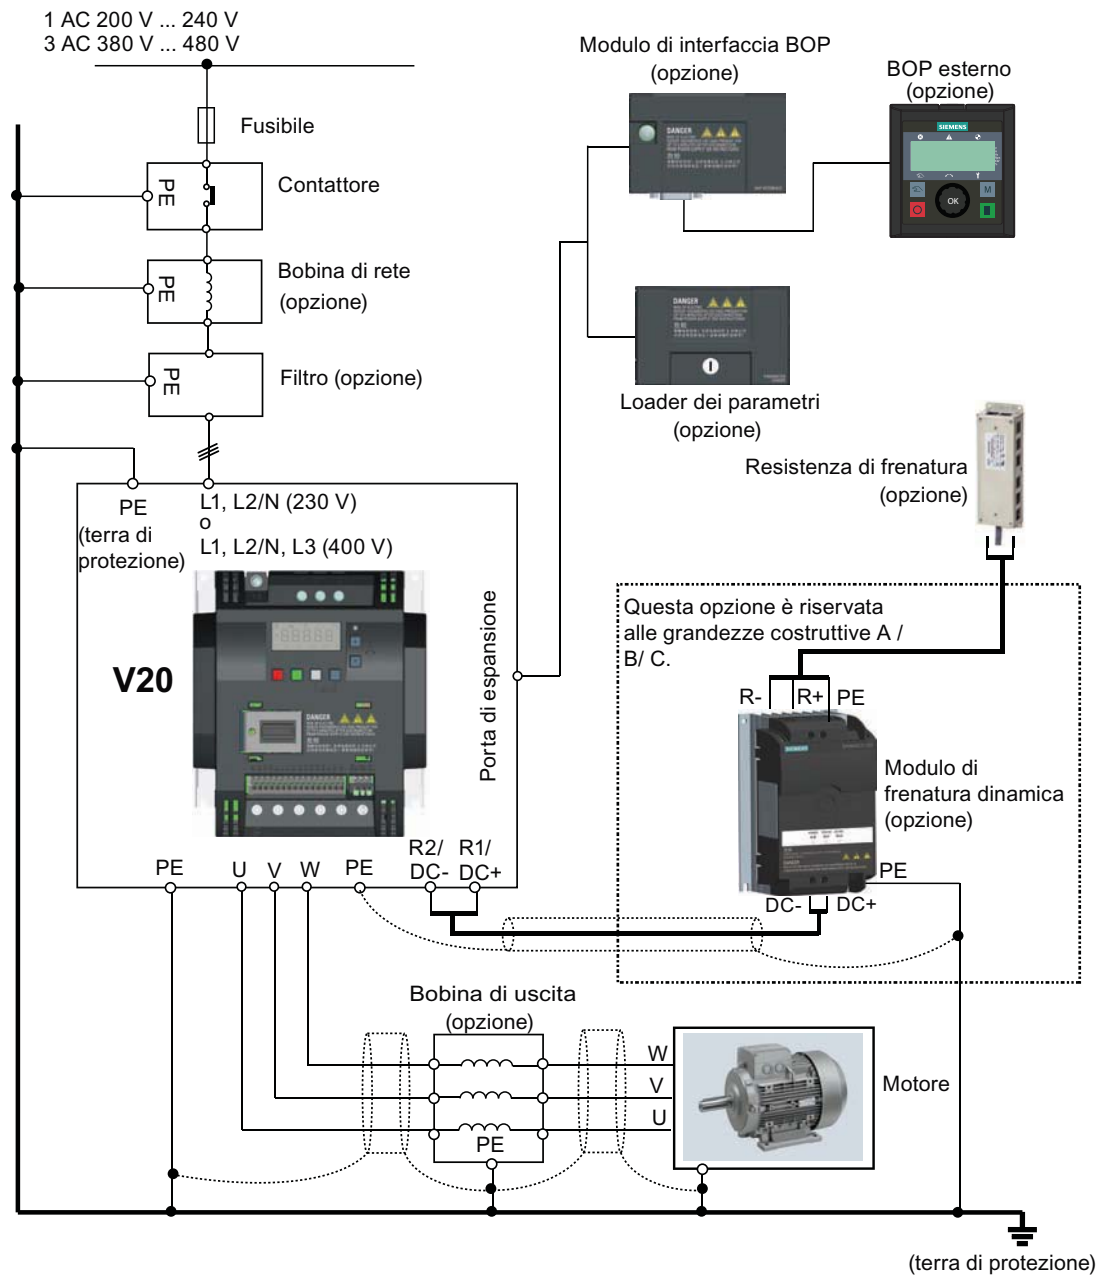 1 AC 200 V ... 240 V
3 AC 380 V ... 480 V
Fusibile
PE
Contattore
PE
Bobina di rete
(opzione)
PE
Filtro (opzione)
Modulo di interfaccia BOP
(opzione)
DANGER
BOP esterno
(opzione)
SIEMENS
M
OK
DANGER
Loader dei parametri
(opzione)
Resistenza di frenatura
(opzione)
PE
(terra di
protezione)
L1, L2/N (230 V)
o
L1, L2/N, L3 (400 V)
V20
DANGER
Porta di espansione
Questa opzione è riservata
alle grandezze costruttive A /
B/ C.
R- R+ PE
SIEMENS
Modulo di
frenatura dinamica
(opzione)
PE
DC- DC+
PE U V W PE
R2/
DC-
R1/
DC+
Bobina di uscita
(opzione)
PE
W
V
U
Motore
(terra di protezione)